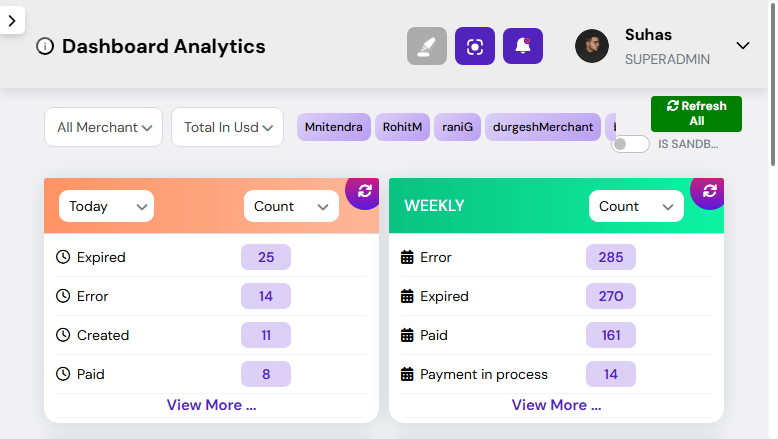 Dashboard Analytics
Suhas
SUPERADMIN
All Merchant
Total In Usd
Mnitendra
RohitM
raniG
durgeshMerchant
Refresh
All
IS SANDB...
Today
Count
WEEKLY
Count
Expired 25
Error 14
Created 11
Paid 8
View More ...
Error 285
Expired 270
Paid 161
Payment in process 14
View More ...